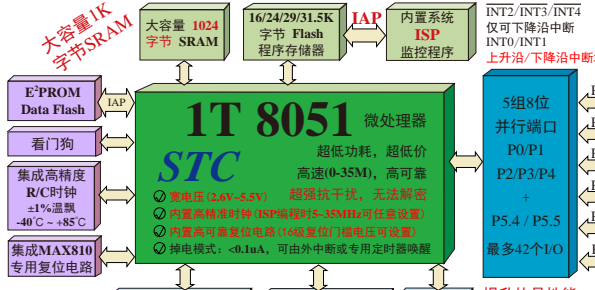 大容量1K
字节SRAM
大容量 1024
字节 SRAM
16/24/29/31.5K
字节 Flash
程序存储器
IAP
内置系统
ISP
监控程序
INT2/INT3/INT4
仅可下降沿中断
INT0/INT1
上升沿/下降沿中断
E²PROM
Data Flash
IAP
看门狗
集成高精度
R/C时钟
±1%温飘
-40℃~+85℃
集成MAX810
专用复位电路
1T 8051 微处理器
STC
超低功耗，超低价
高速(0-35M)，高可靠
宽电压(2.6V~5.5V) 超强抗干扰，无法解密
内置高精准时钟(ISP编程时5~35MHz可任意设置)
内置高可靠复位电路(16级复位门槛电压可设置)
掉电模式：<0.1uA，可由外中断或专用定时器唤醒
5组8位
并行端口
P0/P1
P2/P3/P4
+
P5.4 / P5.5
最多42个I/O